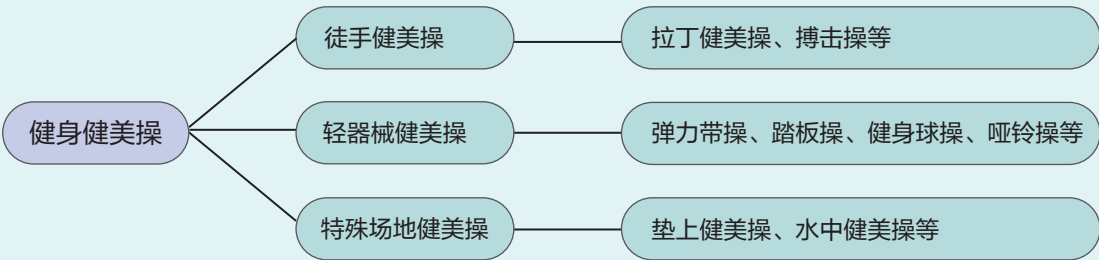 徒手健美操
拉丁健美操、搏击操等
健身健美操
轻器械健美操
弹力带操、踏板操、健身球操、哑铃操等
特殊场地健美操
垫上健美操、水中健美操等